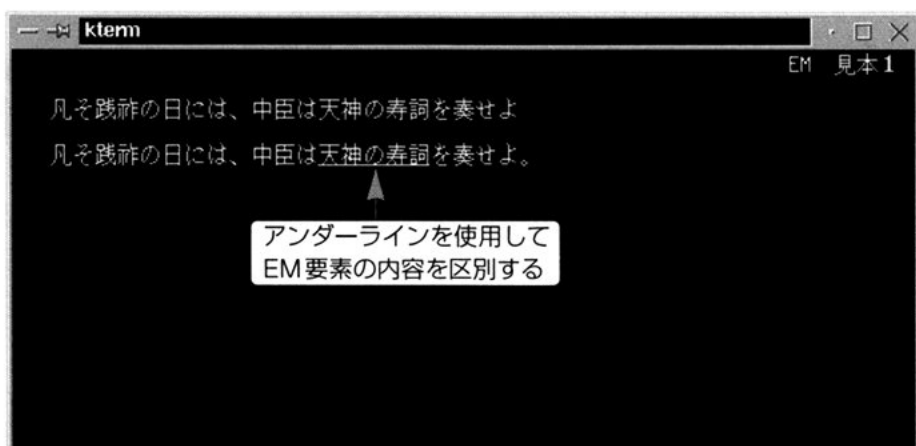 kterm
EM 見本1
凡そ践祚の日には、中臣は天神の寿詞を奏せよ
凡そ践祚の日には、中臣は天神の寿詞を奏せよ。
アンダーラインを使用して
EM要素の内容を区別する